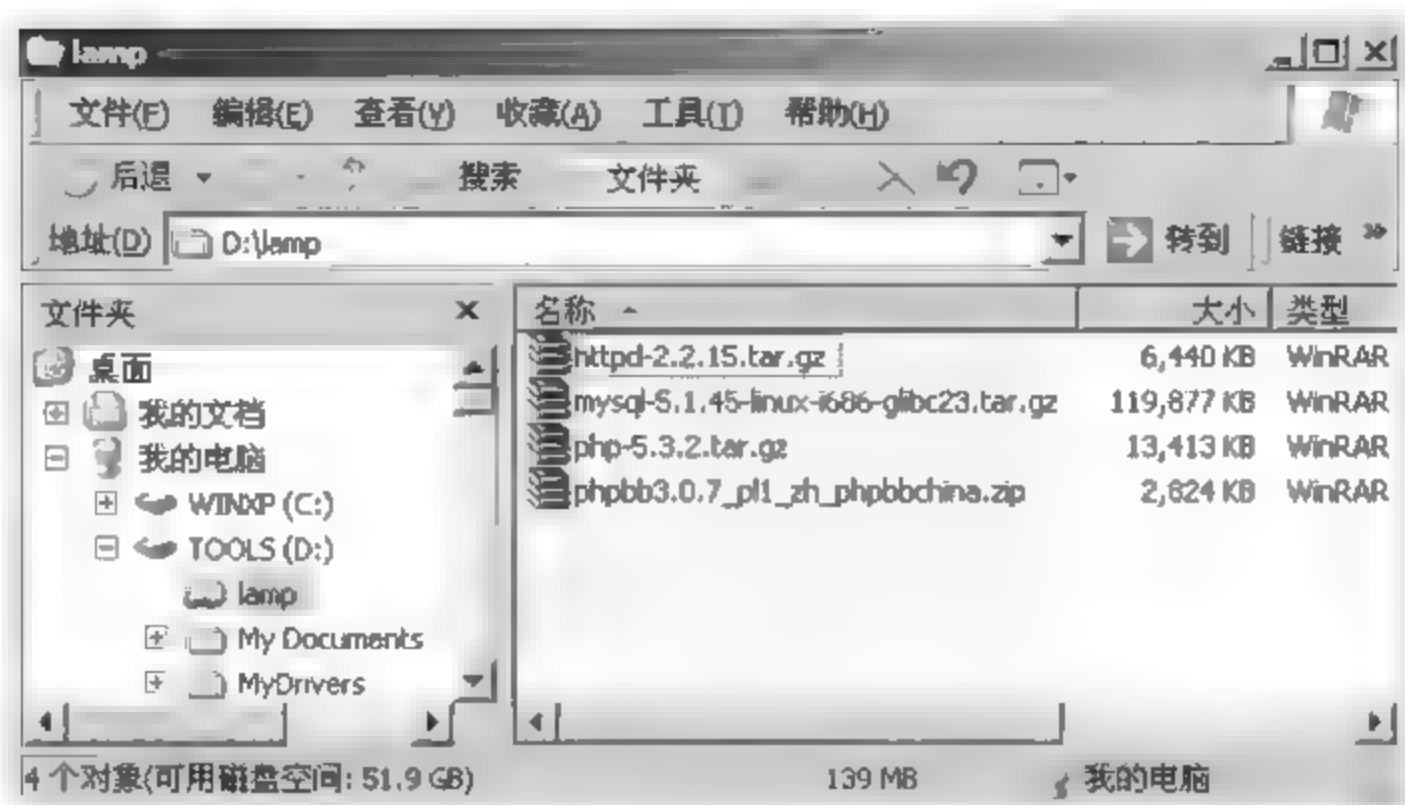 lamp
文件(F) 编辑(E) 查看(V) 收藏(A) 工具(T) 帮助(H)
后退 搜索 文件夹
地址(D) D:\lamp 转到 链接 »
文件夹 × 名称 大小 类型
桌面
我的文档
我的电脑
WINXP (C:)
TOOLS (D:)
lamp
My Documents
MyDrivers
httpd-2.2.15.tar.gz 6,440 KB WinRAR
mysql-5.1.45-linux-i686-glibc23.tar.gz 119,877 KB WinRAR
php-5.3.2.tar.gz 13,413 KB WinRAR
phpbb3.0.7_pl1_zh_phpbbchina.zip 2,824 KB WinRAR
4 个对象(可用磁盘空间: 51.9 GB) 139 MB 我的电脑